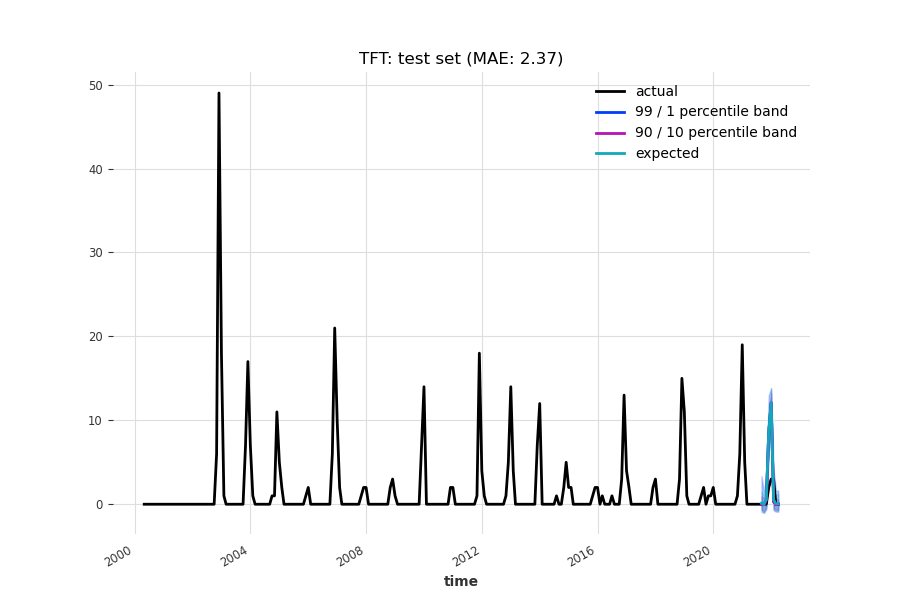 TFT: test set (MAE: 2.37)
actual
99 / 1 percentile band
90 / 10 percentile band
expected
50
40
30
20
10
0
2000
2004
2008
2012
2016
2020
time